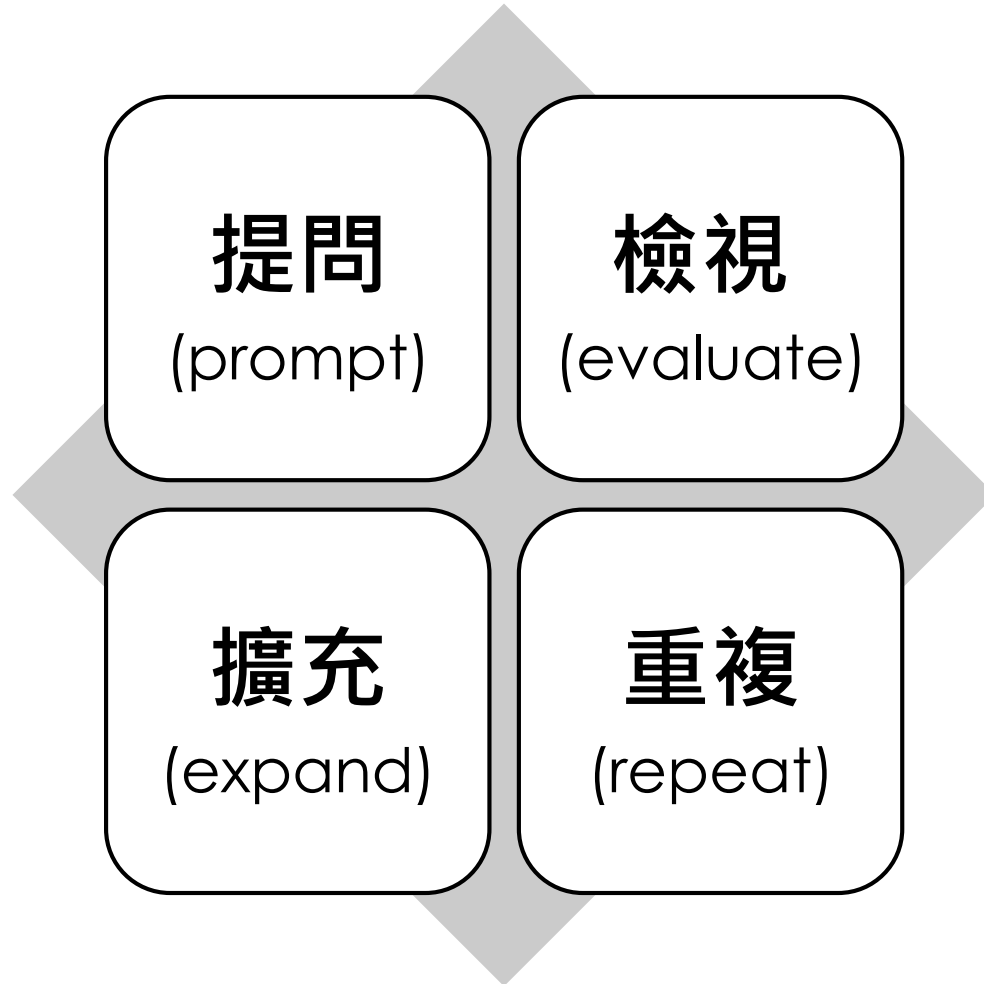 提問
(prompt)
檢視
(evaluate)
擴充
(expand)
重複
(repeat)